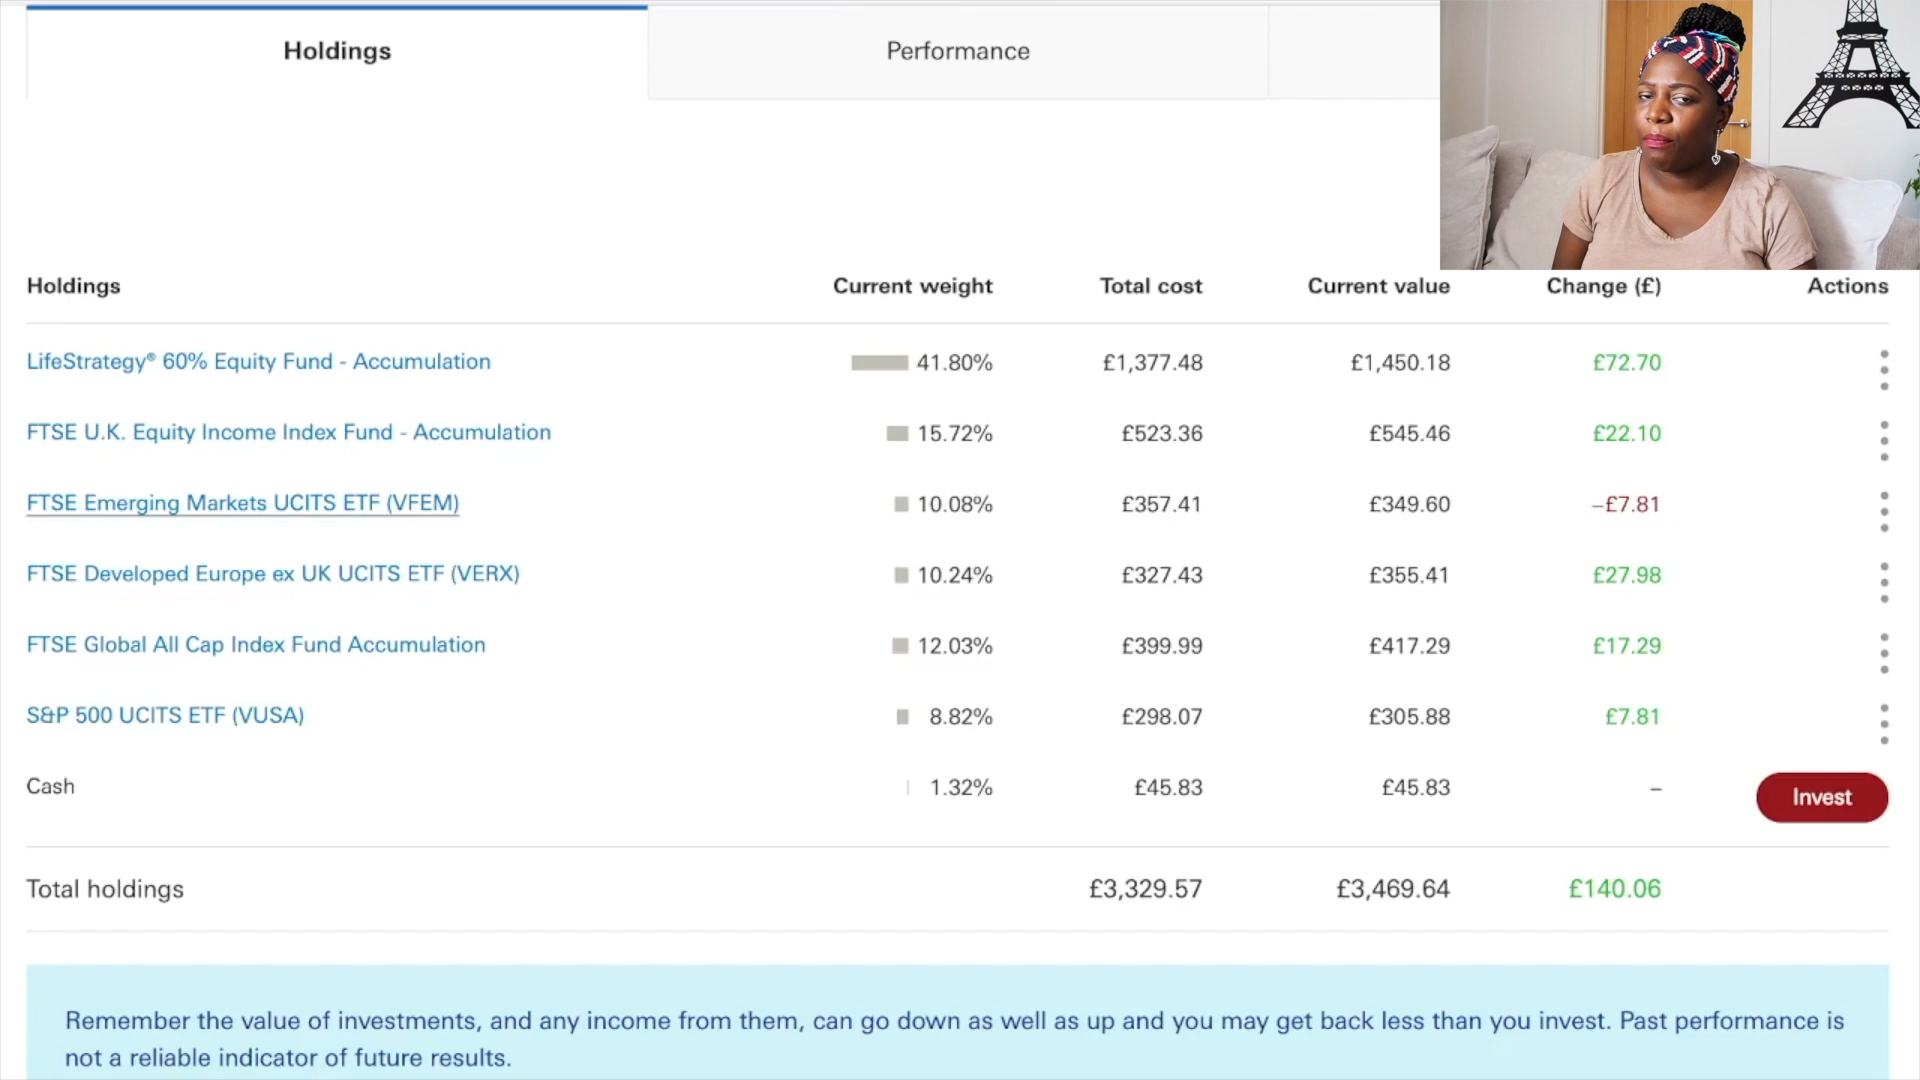 Holdings Performance
Holdings Current weight Total cost Current value Change (£) Actions
LifeStrategy® 60% Equity Fund - Accumulation 41.80% £1,377.48 £1,450.18 £72.70
FTSE U.K. Equity Income Index Fund - Accumulation 15.72% £523.36 £545.46 £22.10
FTSE Emerging Markets UCITS ETF (VFEM) 10.08% £357.41 £349.60 –£7.81
FTSE Developed Europe ex UK UCITS ETF (VERX) 10.24% £327.43 £355.41 £27.98
FTSE Global All Cap Index Fund Accumulation 12.03% £399.99 £417.29 £17.29
S&P 500 UCITS ETF (VUSA) 8.82% £298.07 £305.88 £7.81
Cash 1.32% £45.83 £45.83 – Invest
Total holdings £3,329.57 £3,469.64 £140.06
Remember the value of investments, and any income from them, can go down as well as up and you may get back less than you invest. Past performance is
not a reliable indicator of future results.